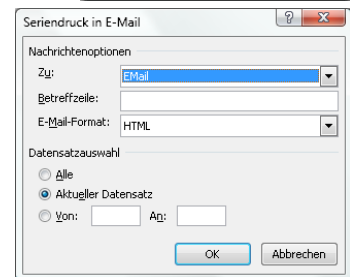 Seriendruck in E-Mail
Nachrichtenoptionen
Zu: EMail
Betreffzeile:
E-Mail-Format: HTML
Datensatzauswahl
Alle
Aktueller Datensatz
Von: An:
OK Abbrechen